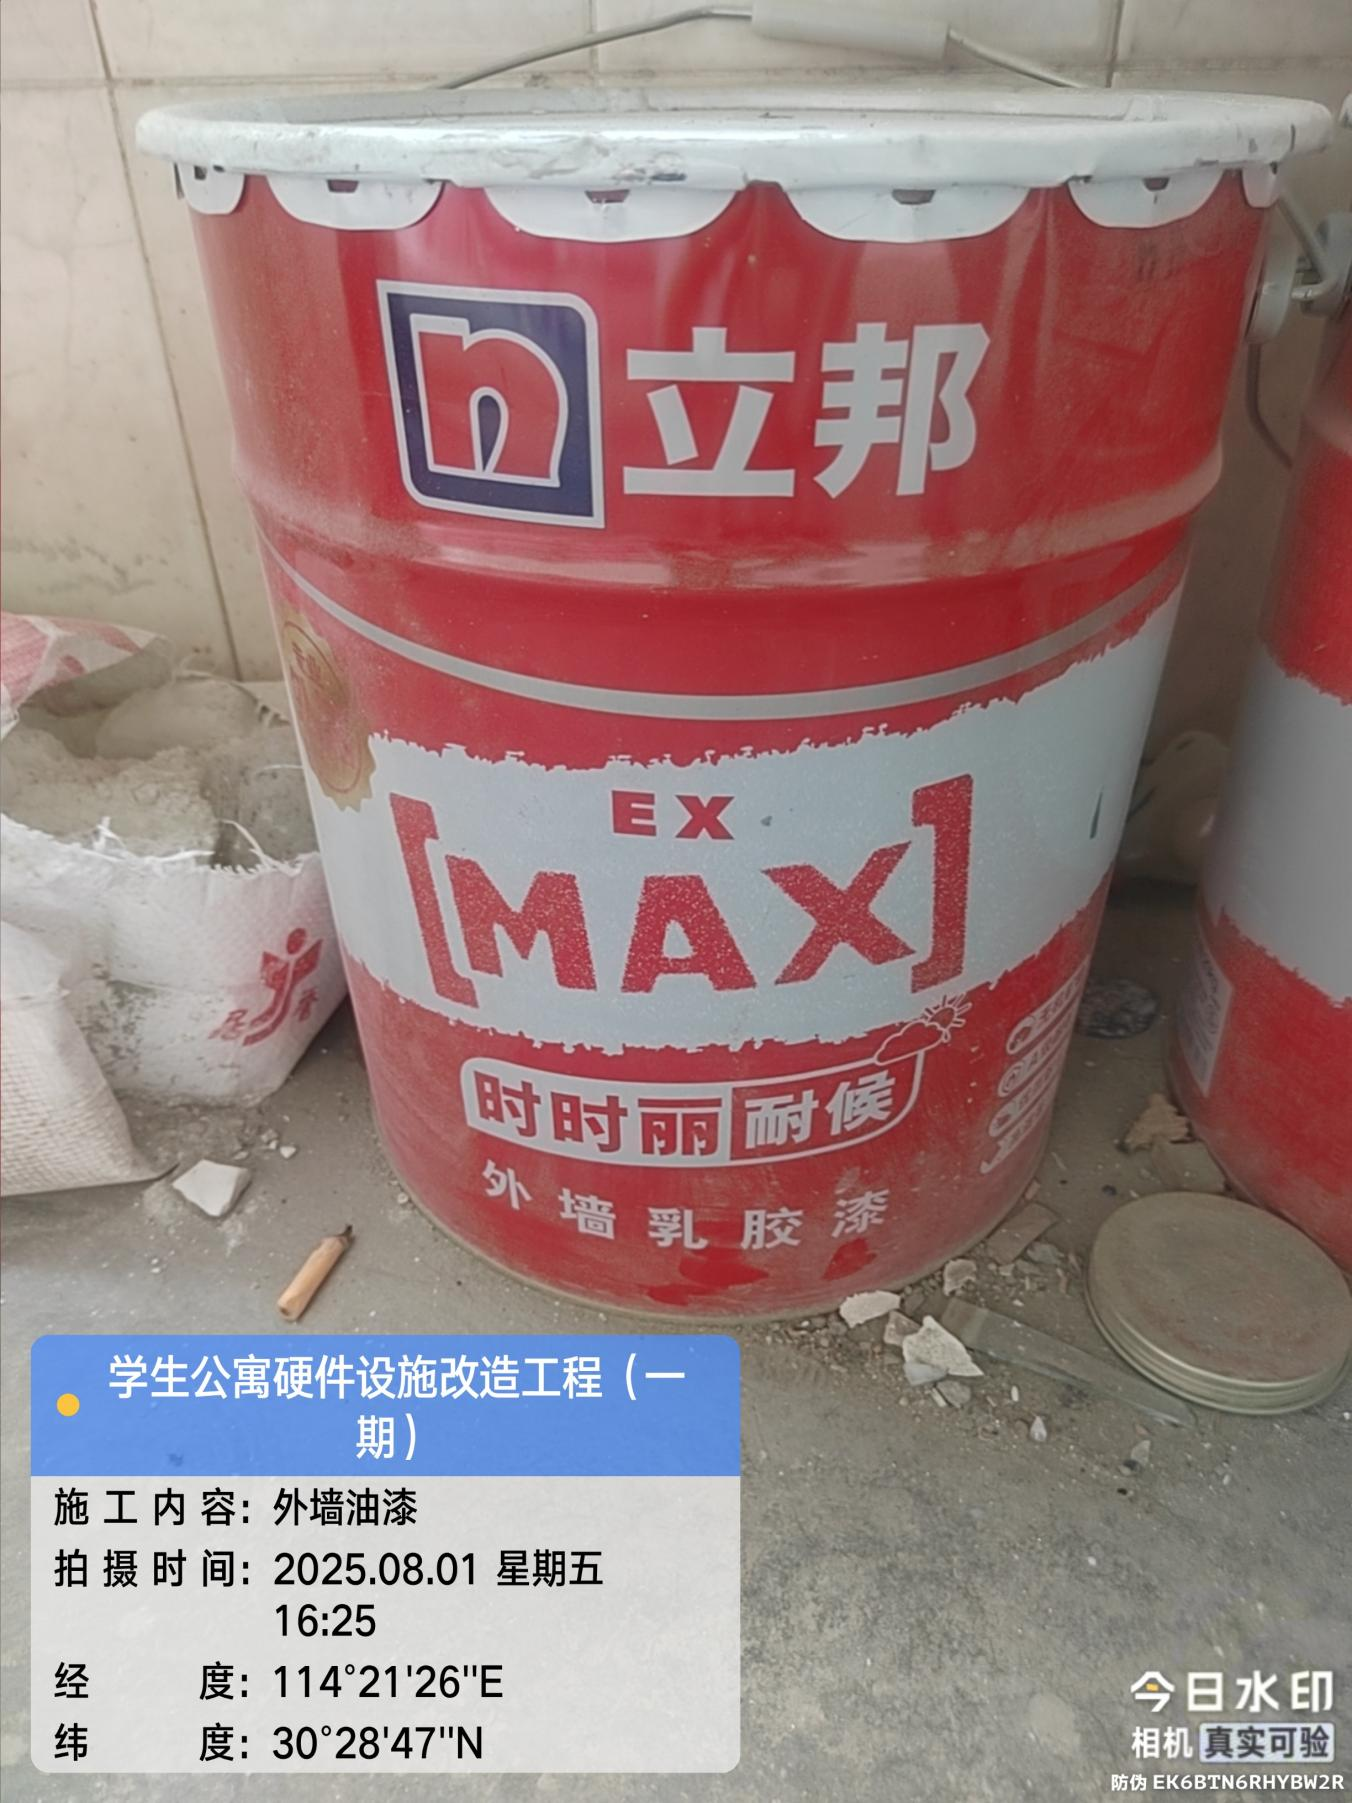 n 立邦
EX
[MAX]
时时丽耐候
外墙乳胶漆
学生公寓硬件设施改造工程（一
期）
施工内容：外墙油漆
拍摄时间：2025.08.01 星期五
16:25
经度：114°21'26"E
纬度：30°28'47"N
今日水印
相机 真实可验
防伪 EK6BTN6RHYBW2R